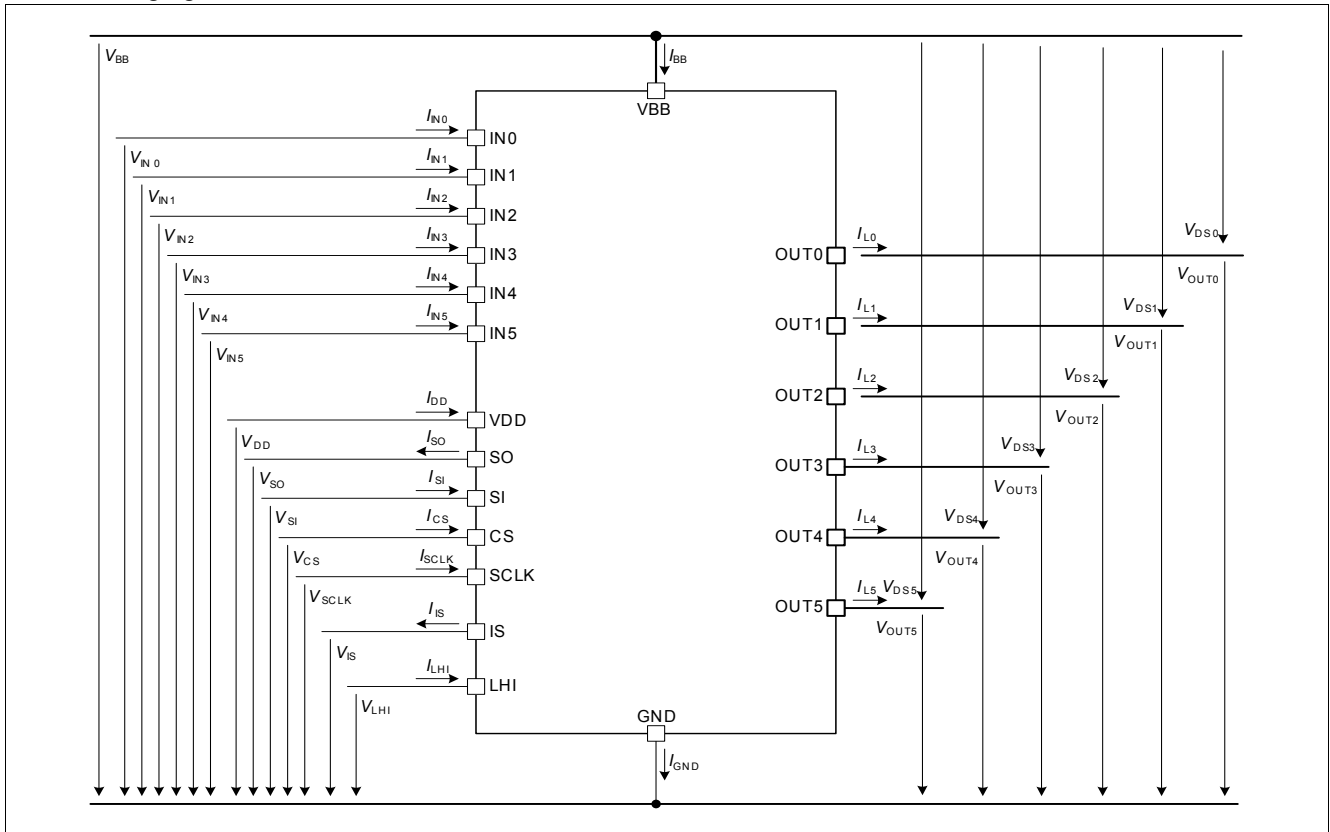 VBB
IBB
VBB
IIN0
IN0
VIN 0
IIN1
IN1
VIN1
IIN2
IN2
VIN2
IIN3
IN3
VIN3
IIN4
IN4
VIN4
IIN5
IN5
VIN5
IDD
VDD
VDD
ISO
SO
VSO
ISI
SI
VSI
ICS
CS
VCS
ISCLK
SCLK
VSCLK
IIS
IS
VIS
ILHI
LHI
VLHI
GND
IGND
OUT0
IL0
VDS0
VOUT0
OUT1
IL1
VDS1
VOUT1
OUT2
IL2
VDS2
VOUT2
OUT3
IL3
VDS3
VOUT3
OUT4
IL4
VDS4
VOUT4
OUT5
IL5
VDS5
VOUT5